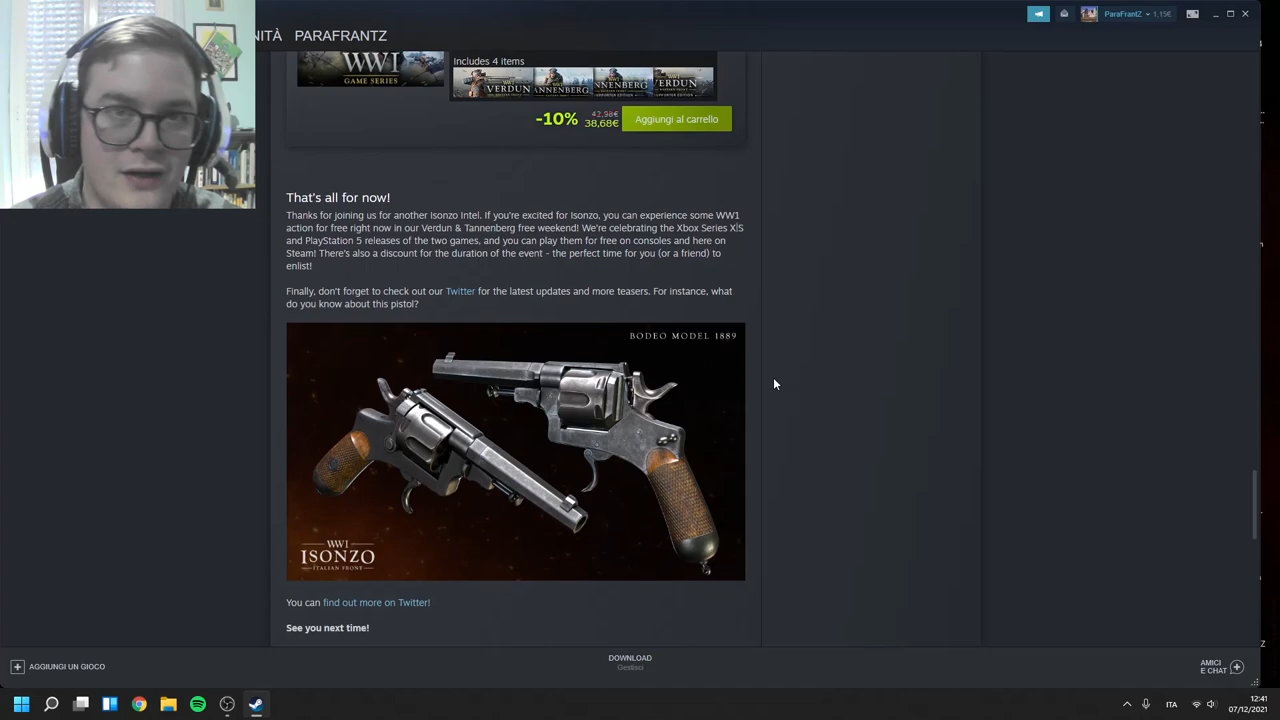 ITÀ PARAFRANTZ
ParaFrantZ 1,15€
WWI
GAME SERIES
Includes 4 items
VERDUN
TANNENBERG
TANNENBERG
VERDUN
-10%
42,98€
38,68€
Aggiungi al carrello
That's all for now!
Thanks for joining us for another Isonzo Intel. If you're excited for Isonzo, you can experience some WW1
action for free right now in our Verdun & Tannenberg free weekend! We're celebrating the Xbox Series X|S
and PlayStation 5 releases of the two games, and you can play them for free on consoles and here on
Steam! There's also a discount for the duration of the event - the perfect time for you (or a friend) to
enlist!
Finally, don't forget to check out our Twitter for the latest updates and more teasers. For instance, what
do you know about this pistol?
BODEO MODEL 1889
WWI
ISONZO
ITALIAN FRONT
You can find out more on Twitter!
See you next time!
AGGIUNGI UN GIOCO
DOWNLOAD
Gestisci
AMICI
E CHAT
ITA
12:41
07/12/2021